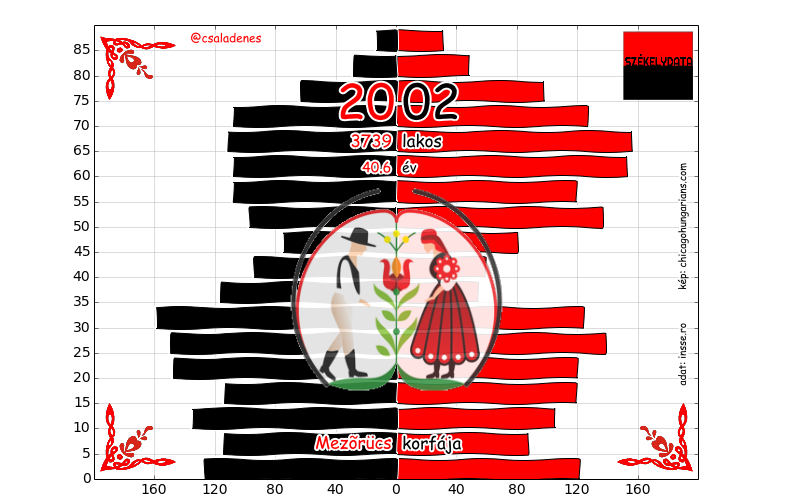 @csaladenes
SZÉKELYDATA
2002
3739 lakos
40.6 év
kép: chicagohungarians.com
adat: insse.ro
Mezőrücs korfája
85
80
75
70
65
60
55
50
45
40
35
30
25
20
15
10
5
0
160 120 80 40 0 40 80 120 160